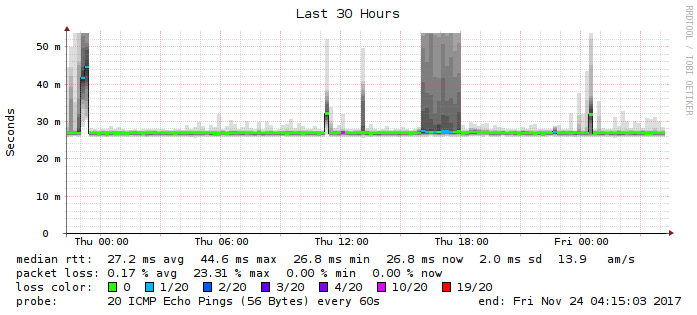 Last 30 Hours
RRDTOOL / TOBI OETIKER
Seconds
50 m
40 m
30 m
20 m
10 m
0
Thu 00:00 Thu 06:00 Thu 12:00 Thu 18:00 Fri 00:00
median rtt: 27.2 ms avg 44.6 ms max 26.8 ms min 26.8 ms now 2.0 ms sd 13.9 am/s
packet loss: 0.17 % avg 23.31 % max 0.00 % min 0.00 % now
loss color: 0 1/20 2/20 3/20 4/20 10/20 19/20
probe: 20 ICMP Echo Pings (56 Bytes) every 60s end: Fri Nov 24 04:15:03 2017